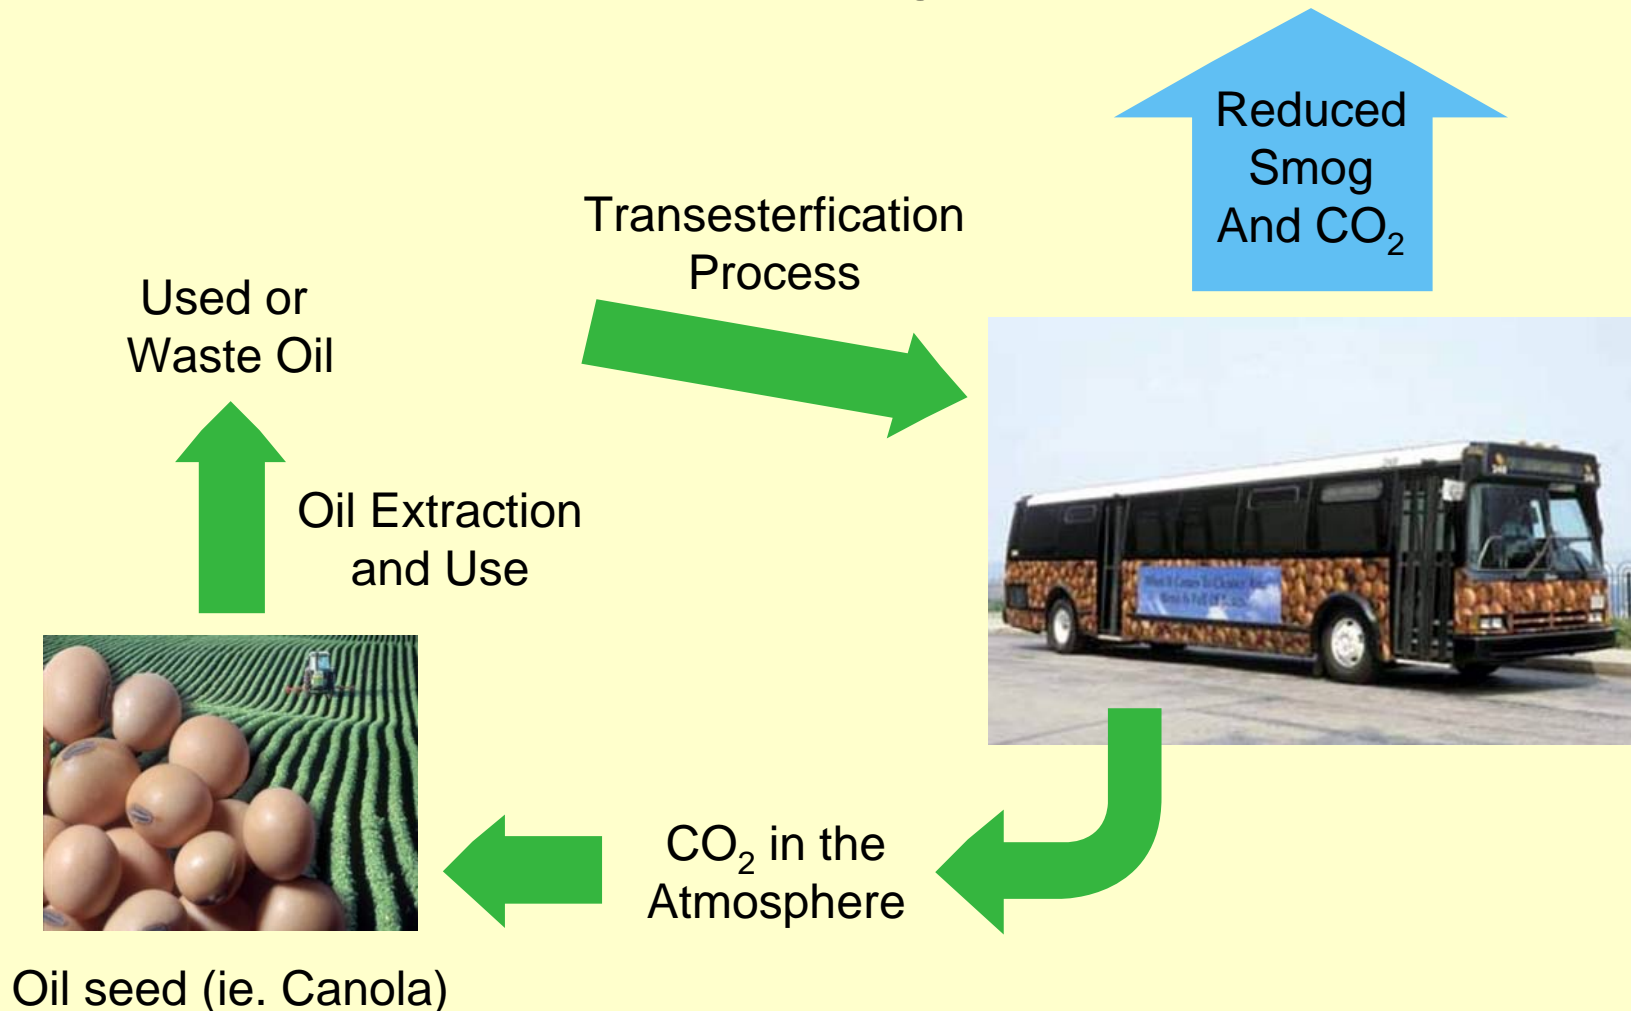 Reduced
Smog
And CO₂
Transesterfication
Process
Used or
Waste Oil
Oil Extraction
and Use
CO₂ in the
Atmosphere
Oil seed (ie. Canola)